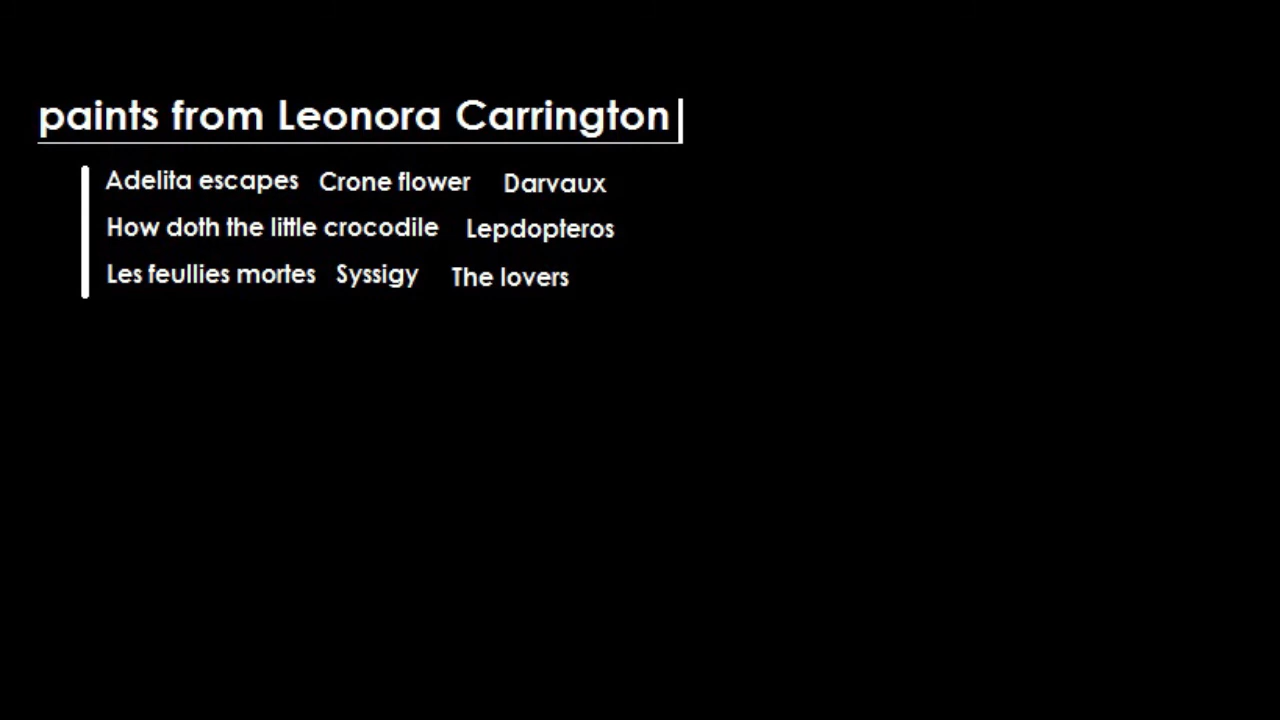 paints from Leonora Carrington
Adelita escapes Crone flower Darvaux
How doth the little crocodile Lepdopteros
Les feullies mortes Syssigy The lovers